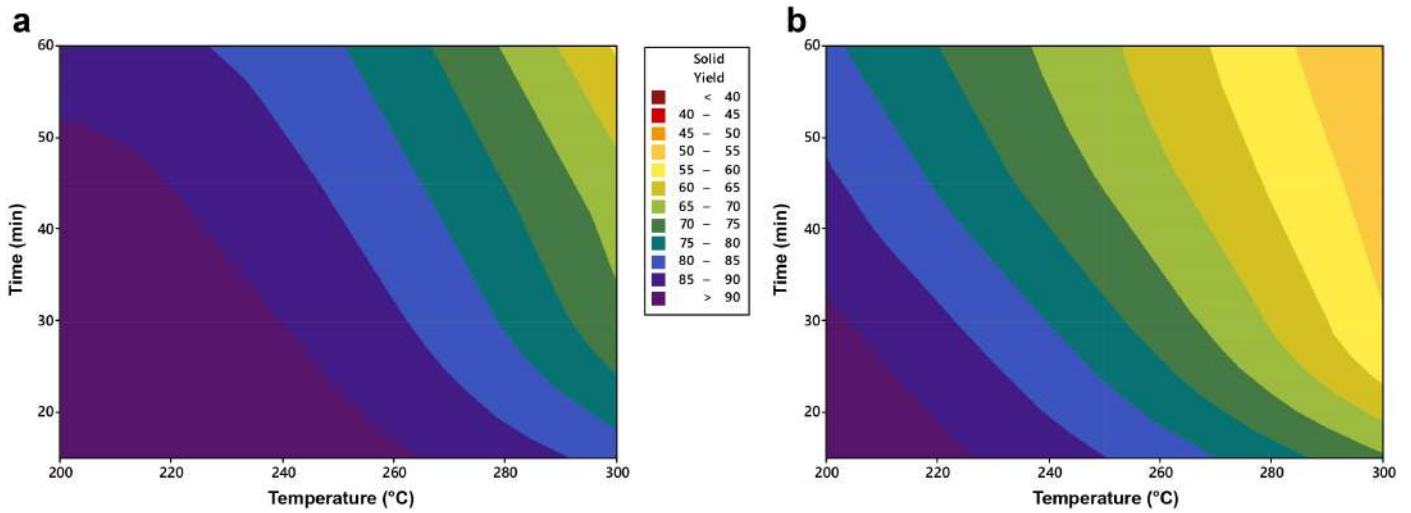 a
60
50
40
30
20
Time (min)
200 220 240 260 280 300
Temperature (°C)
Solid
Yield
< 40
40 – 45
45 – 50
50 – 55
55 – 60
60 – 65
65 – 70
70 – 75
75 – 80
80 – 85
85 – 90
> 90
b
60
50
40
30
20
Time (min)
200 220 240 260 280 300
Temperature (°C)